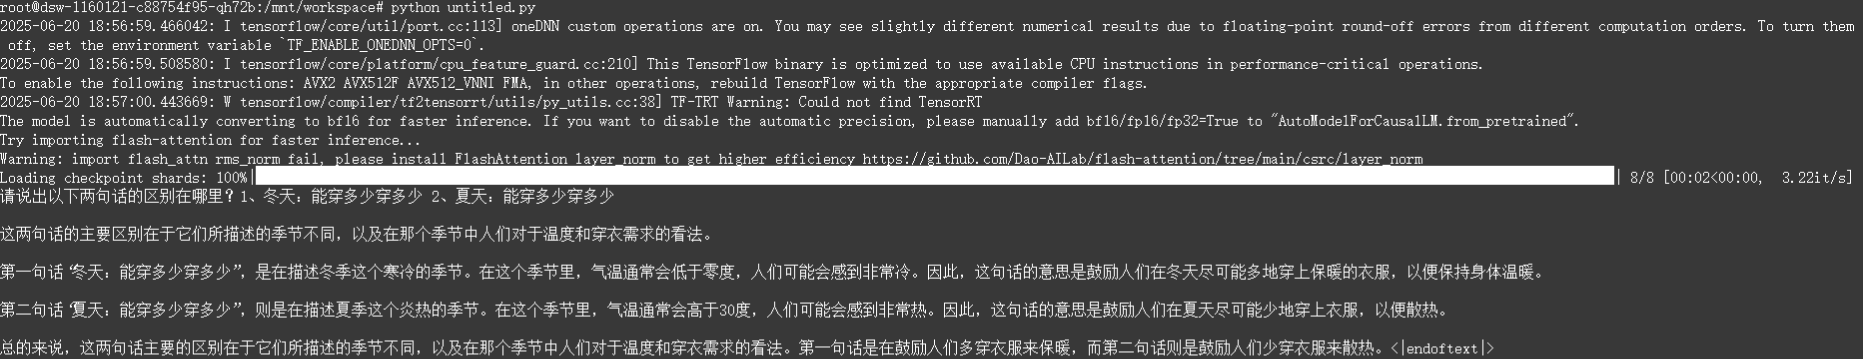 root@dsw-1160121-c88754f95-qh72b:/mnt/workspace# python untitled.py
2025-06-20 18:56:59.466042: I tensorflow/core/util/port.cc:113] oneDNN custom operations are on. You may see slightly different numerical results due to floating-point round-off errors from different computation orders. To turn them
 off, set the environment variable `TF_ENABLE_ONEDNN_OPTS=0`.
2025-06-20 18:56:59.508580: I tensorflow/core/platform/cpu_feature_guard.cc:210] This TensorFlow binary is optimized to use available CPU instructions in performance-critical operations.
To enable the following instructions: AVX2 AVX512F AVX512_VNNI FMA, in other operations, rebuild TensorFlow with the appropriate compiler flags.
2025-06-20 18:57:00.443669: W tensorflow/compiler/tf2tensorrt/utils/py_utils.cc:38] TF-TRT Warning: Could not find TensorRT
The model is automatically converting to bf16 for faster inference. If you want to disable the automatic precision, please manually add bf16/fp16/fp32=True to "AutoModelForCausalLM.from_pretrained".
Try importing flash-attention for faster inference...
Warning: import flash_attn rms_norm fail, please install FlashAttention layer_norm to get higher efficiency https://github.com/Dao-AILab/flash-attention/tree/main/csrc/layer_norm
Loading checkpoint shards: 100%| | 8/8 [00:02<00:00,  3.22it/s]
请说出以下两句话的区别在哪里？1、冬天：能穿多少穿多少 2、夏天：能穿多少穿多少
这两句话的主要区别在于它们所描述的季节不同，以及在那个季节中人们对于温度和穿衣需求的看法。
第一句话“冬天：能穿多少穿多少”，是在描述冬季这个寒冷的季节。在这个季节里，气温通常会低于零度，人们可能会感到非常冷。因此，这句话的意思是鼓励人们在冬天尽可能多地穿上保暖的衣服，以便保持身体温暖。
第二句话“夏天：能穿多少穿多少”，则是在描述夏季这个炎热的季节。在这个季节里，气温通常会高于30度，人们可能会感到非常热。因此，这句话的意思是鼓励人们在夏天尽可能少地穿上衣服，以便散热。
总的来说，这两句话主要的区别在于它们所描述的季节不同，以及在那个季节中人们对于温度和穿衣需求的看法。第一句话是在鼓励人们多穿衣服来保暖，而第二句话则是鼓励人们少穿衣服来散热。<|endoftext|>